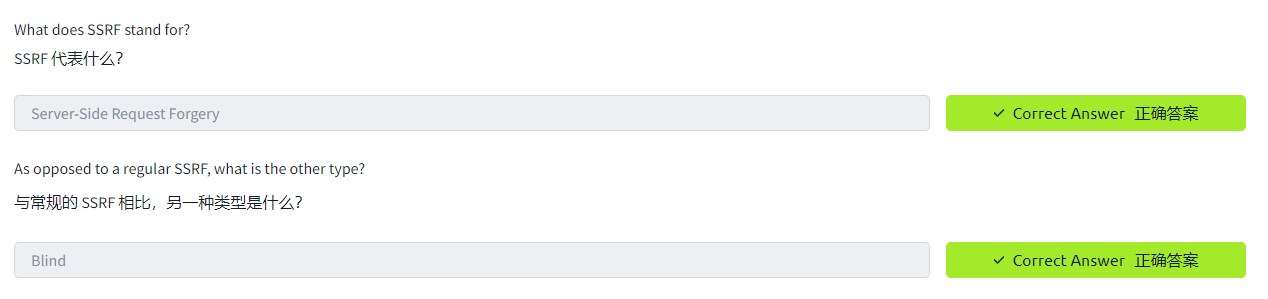 What does SSRF stand for?
SSRF 代表什么？
Server-Side Request Forgery
✓ Correct Answer 正确答案
As opposed to a regular SSRF, what is the other type?
与常规的 SSRF 相比，另一种类型是什么？
Blind
✓ Correct Answer 正确答案